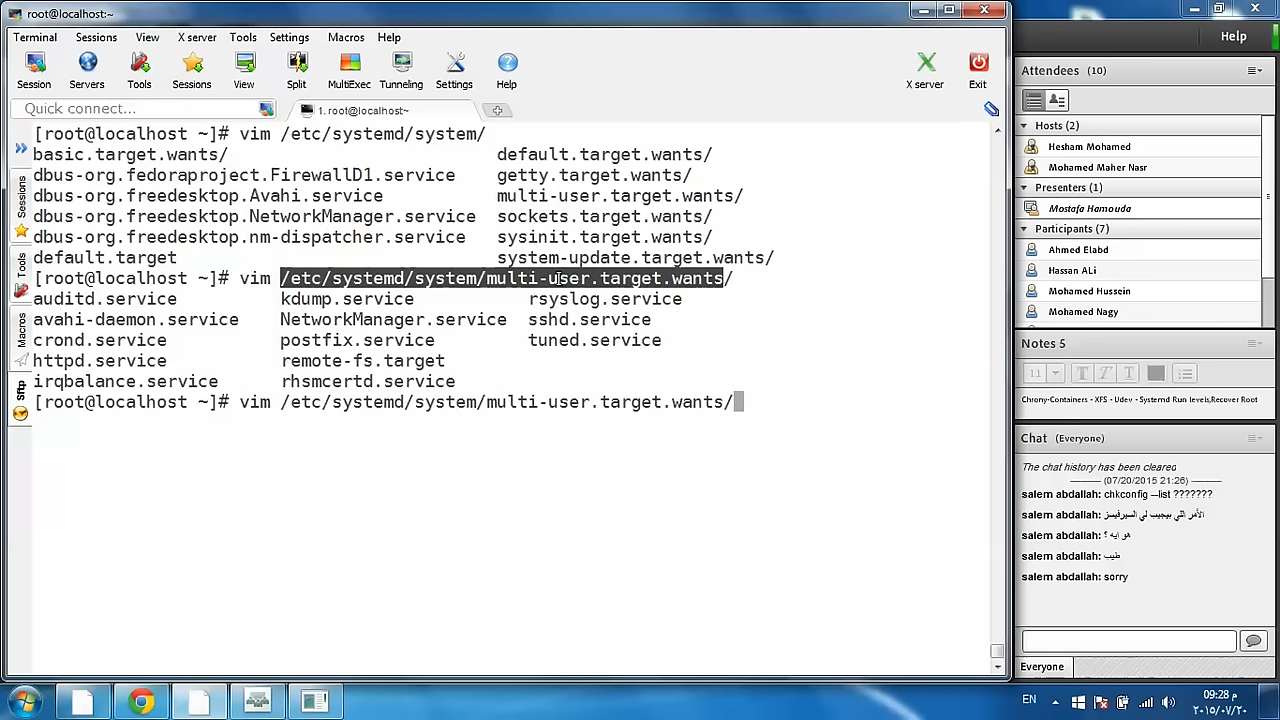 root@localhost:~
Terminal Sessions View X server Tools Settings Macros Help
Session Servers Tools Sessions View Split MultiExec Tunneling Settings Help X server Exit
Quick connect...
1. root@localhost~
[root@localhost ~]# vim /etc/systemd/system/
basic.target.wants/ default.target.wants/
dbus-org.fedoraproject.FirewallD1.service getty.target.wants/
dbus-org.freedesktop.Avahi.service multi-user.target.wants/
dbus-org.freedesktop.NetworkManager.service sockets.target.wants/
dbus-org.freedesktop.nm-dispatcher.service sysinit.target.wants/
default.target system-update.target.wants/
[root@localhost ~]# vim /etc/systemd/system/multi-user.target.wants/
auditd.service kdump.service rsyslog.service
avahi-daemon.service NetworkManager.service sshd.service
crond.service postfix.service tuned.service
httpd.service remote-fs.target
irqbalance.service rhsmcertd.service
[root@localhost ~]# vim /etc/systemd/system/multi-user.target.wants/
Sessions
Tools
Macros
Sftp
Help
Attendees (10)
Hosts (2)
Hesham Mohamed
Mohamed Maher Nasr
Presenters (1)
Mostafa Hamouda
Participants (7)
Ahmed Elabd
Hassan ALi
Mohamed Hussein
Mohamed Nagy
Notes 5
11 T T T
Chrony-Containers - XFS - Udev - Systemd Run levels,Recover Root
Chat (Everyone)
The chat history has been cleared
(07/20/2015 21:26)
salem abdallah: chkconfig --list ???????
salem abdallah: الأمر اللي بيجيب لي السيرفيسز
salem abdallah: هو ايه ؟
salem abdallah: طيب
salem abdallah: sorry
Everyone
EN
09:28 م
٢٠١٥/٠٧/٢٠